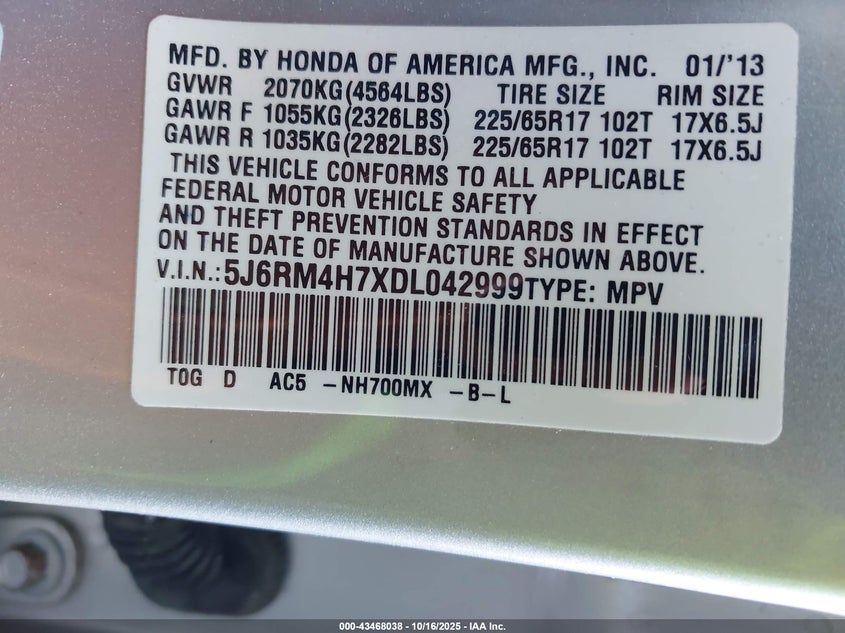 MFD. BY HONDA OF AMERICA MFG., INC. 01/'13
GVWR 2070KG(4564LBS) TIRE SIZE RIM SIZE
GAWR F 1055KG(2326LBS) 225/65R17 102T 17X6.5J
GAWR R 1035KG(2282LBS) 225/65R17 102T 17X6.5J
THIS VEHICLE CONFORMS TO ALL APPLICABLE
FEDERAL MOTOR VEHICLE SAFETY
AND THEFT PREVENTION STANDARDS IN EFFECT
ON THE DATE OF MANUFACTURE SHOWN ABOVE.
V.I.N.:5J6RM4H7XDL042999TYPE: MPV
T0G D AC5 -NH700MX -B-L
000-43468038 - 10/16/2025 - IAA Inc.